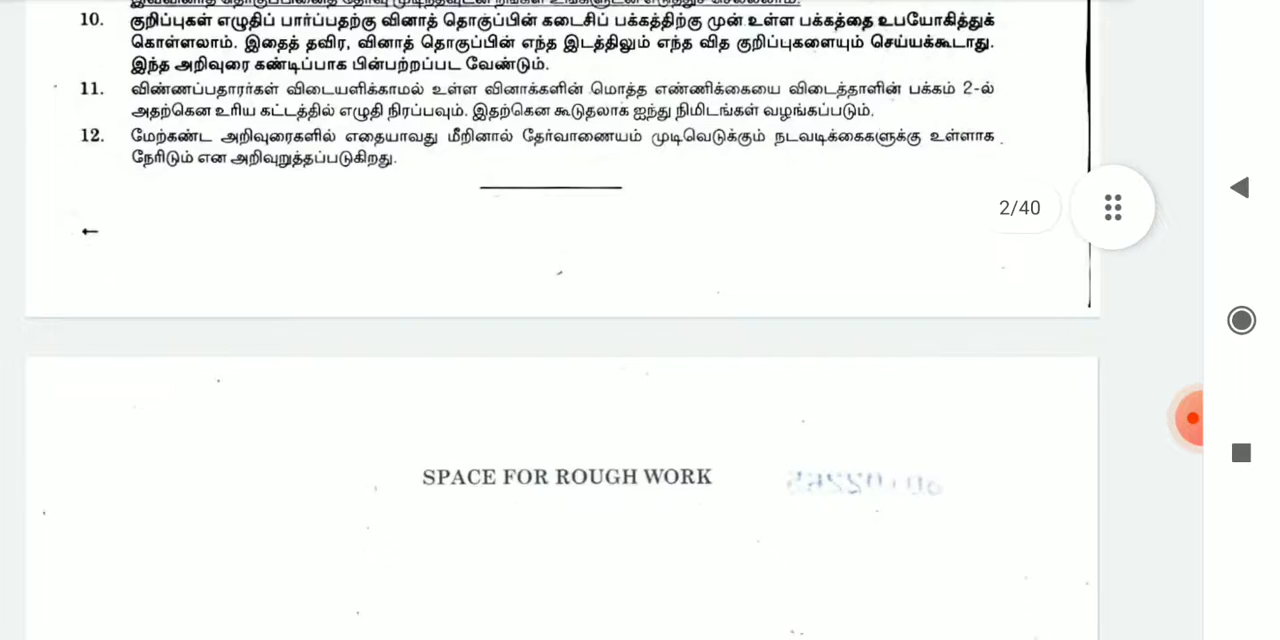 10. குறிப்புகள் எழுதிப் பார்ப்பதற்கு வினாத் தொகுப்பின் கடைசிப் பக்கத்திற்கு முன் உள்ள பக்கத்தை உபயோகித்துக்
கொள்ளலாம். இதைத் தவிர, வினாத் தொகுப்பின் எந்த இடத்திலும் எந்த வித குறிப்புகளையும் செய்யக்கூடாது.
இந்த அறிவுரை கண்டிப்பாக பின்பற்றப்பட வேண்டும்.
11. விண்ணப்பதாரர்கள் விடையளிக்காமல் உள்ள வினாக்களின் மொத்த எண்ணிக்கையை விடைத்தாளின் பக்கம் 2-ல்
அதற்கென உரிய கட்டத்தில் எழுதி நிரப்பவும். இதற்கென கூடுதலாக ஐந்து நிமிடங்கள் வழங்கப்படும்.
12. மேற்கண்ட அறிவுரைகளில் எதையாவது மீறினால் தேர்வாணையம் முடிவெடுக்கும் நடவடிக்கைகளுக்கு உள்ளாக
நேரிடும் என அறிவுறுத்தப்படுகிறது.
2/40
SPACE FOR ROUGH WORK